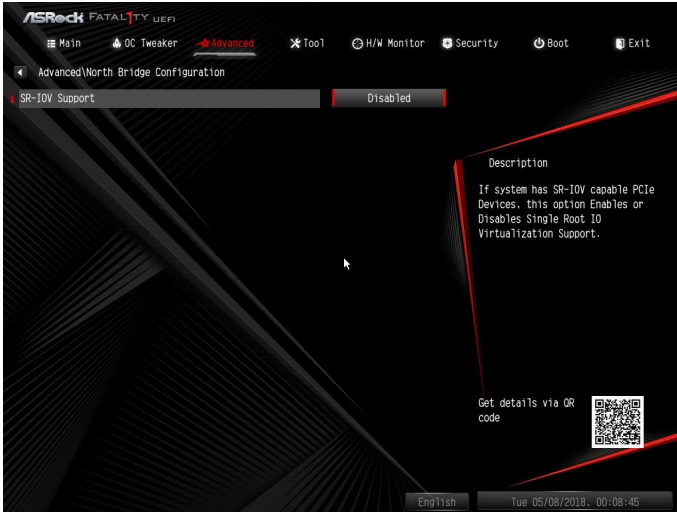 ASRock FATAL1TY UEFI
Main OC Tweaker Advanced Tool H/W Monitor Security Boot Exit
Advanced\North Bridge Configuration
SR-IOV Support Disabled
Description
If system has SR-IOV capable PCIe
Devices. this option Enables or
Disables Single Root IO
Virtualization Support.
Get details via QR
code
English Tue 05/08/2018. 00:08:45